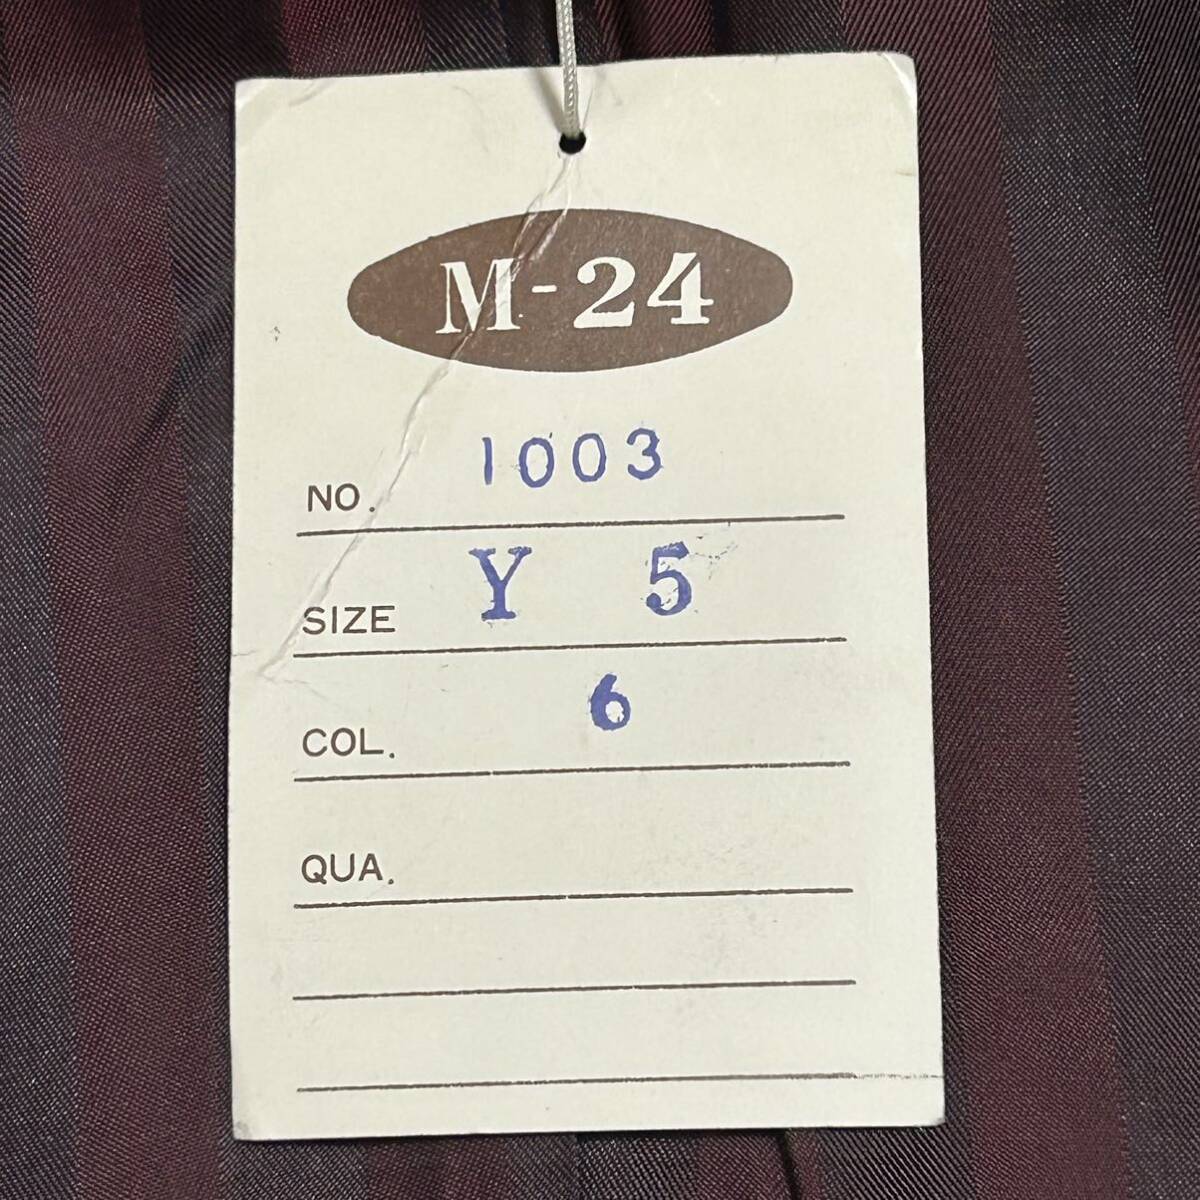 M-24
NO. 1003
SIZE Y 5
COL. 6
QUA.